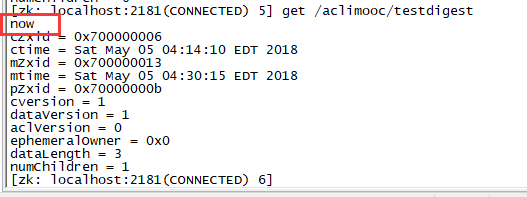 [zk: localhost:2181(CONNECTED) 5] get /aclimooc/testdigest
now
cZxid = 0x700000006
ctime = Sat May 05 04:14:10 EDT 2018
mZxid = 0x700000013
mtime = Sat May 05 04:30:15 EDT 2018
pZxid = 0x70000000b
cversion = 1
dataVersion = 1
aclVersion = 0
ephemeralOwner = 0x0
dataLength = 3
numChildren = 1
[zk: localhost:2181(CONNECTED) 6]